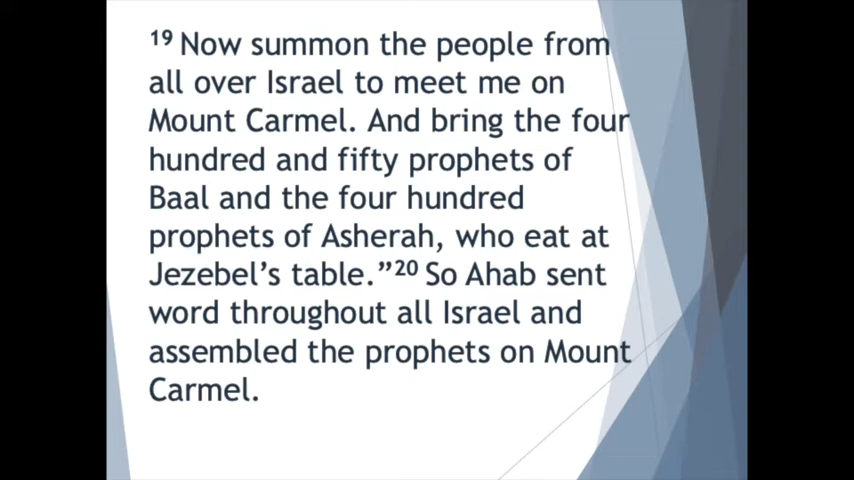 19 Now summon the people from
all over Israel to meet me on
Mount Carmel. And bring the four
hundred and fifty prophets of
Baal and the four hundred
prophets of Asherah, who eat at
Jezebel’s table.”20 So Ahab sent
word throughout all Israel and
assembled the prophets on Mount
Carmel.